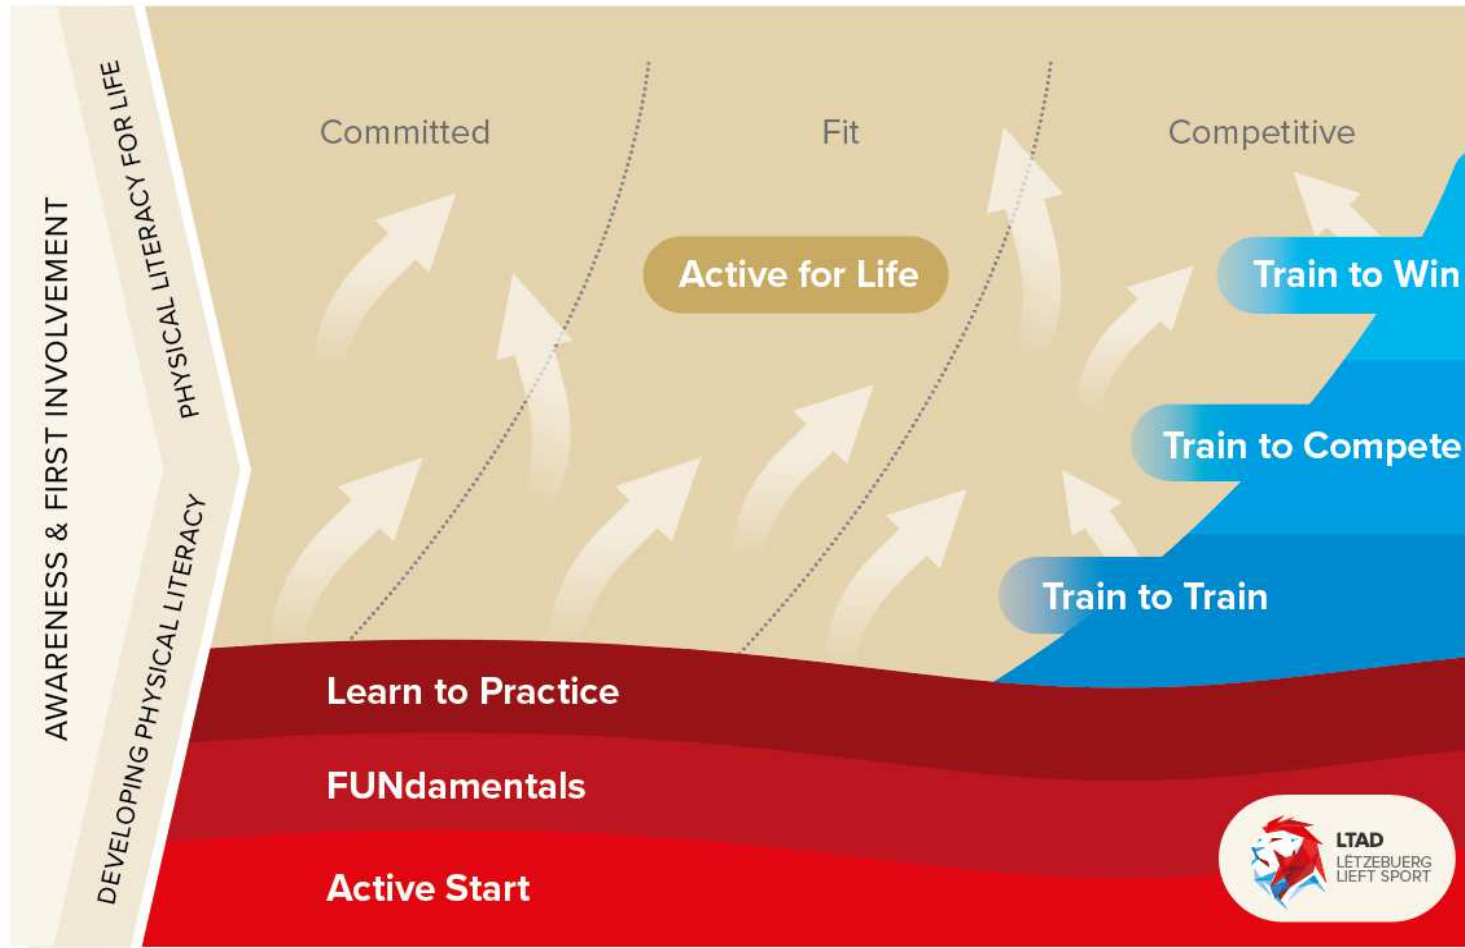 AWARENESS & FIRST INVOLVEMENT
PHYSICAL LITERACY FOR LIFE
DEVELOPING PHYSICAL LITERACY
Committed
Fit
Competitive
Active for Life
Train to Win
Train to Compete
Train to Train
Learn to Practice
FUNdamentals
Active Start
LTAD
LËTZEBUERG
LIEFT SPORT